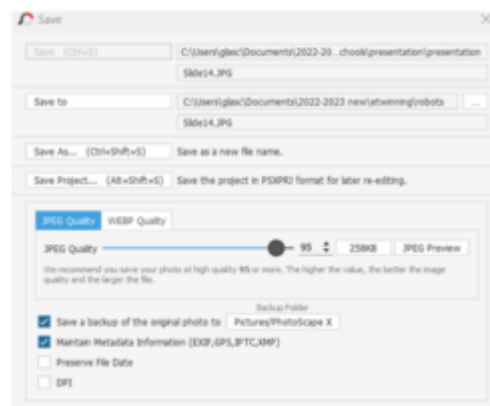 Save
Save (Ctrl+S)
C:\Users\glasc\Documents\2022-20...chools\presentation\presentation
Slide14.JPG
Save to
C:\Users\glasc\Documents\2022-2023 new\etwinning\robots
...
Slide14.JPG
Save As... (Ctrl+Shift+S)
Save as a new file name.
Save Project... (Alt+Shift+S)
Save the project in PSXPRJ format for later re-editing.
JPEG Quality
WEBP Quality
JPEG Quality
95
258KB
JPEG Preview
We recommend you save your photo at high quality 95 or more. The higher the value, the better the image
quality and the larger the file.
Backup Folder
Save a backup of the original photo to
Pictures/PhotoScape X
Maintain Metadata Information (EXIF,GPS,IPTC,XMP)
Preserve File Date
DPI